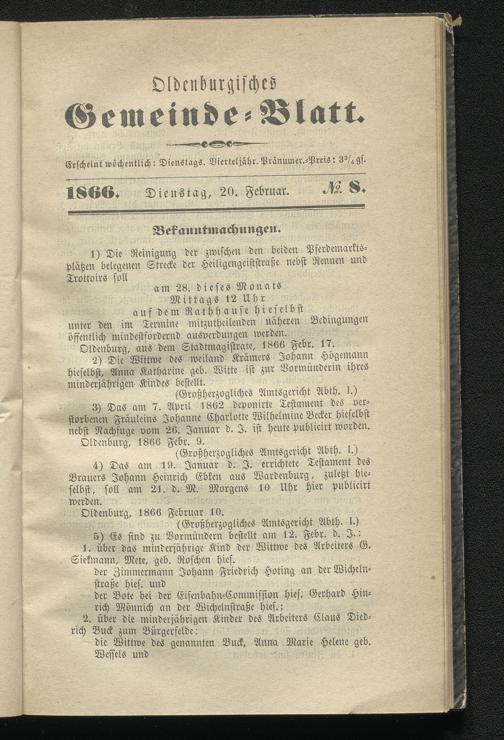 Oldenburgisches
Gemeinde-Blatt.
Erscheint wöchentlich: Dienstags. Vierteljähr. Pränumer.-Preis: 3¾ gſ.
1866. Dienstag, 20. Februar. № 8.
Bekanntmachungen.
1) Die Reinigung der zwischen den beiden Pferdemarkts-
plätzen belegenen Strecke der Heiligengeiststraße nebst Rennen und
Trottoirs soll
am 28. dieses Monats
Mittags 12 Uhr
auf dem Rathhause hieselbst
unter den im Termine mitzutheilenden näheren Bedingungen
öffentlich mindestfordernd ausverdungen werden.
Oldenburg, aus dem Stadtmagistrate, 1866 Febr. 17.
2) Die Wittwe des weiland Krämers Johann Högemann
hieselbst, Anna Katharine geb. Witte ist zur Vormünderin ihres
minderjährigen Kindes bestellt.
(Großherzogliches Amtsgericht Abth. I.)
3) Das am 7. April 1862 deponirte Testament des ver-
storbenen Fräuleins Johanne Charlotte Wilhelmine Becker hieselbst
nebst Nachfuge vom 26. Januar d. J. ist heute publicirt worden.
Oldenburg, 1866 Febr. 9.
(Großherzogliches Amtsgericht Abth. I.)
4) Das am 19. Januar d. J. errichtete Testament des
Brauers Johann Heinrich Ebken aus Wardenburg, zuletzt hie-
selbst, soll am 21. d. M. Morgens 10 Uhr hier publicirt
werden.
Oldenburg, 1866 Februar 10.
(Großherzogliches Amtsgericht Abth. I.)
5) Es sind zu Vormündern bestellt am 12. Febr. d. J.:
1. über das minderjährige Kind der Wittwe des Arbeiters G.
Siekmann, Mete, geb. Roschen hies.
der Zimmermann Johann Friedrich Hoting an der Wicheln-
straße hies. und
der Bote bei der Eisenbahn-Commission hies. Gerhard Hin-
rich Mönnich an der Wichelnstraße hies.;
2. über die minderjährigen Kinder des Arbeiters Claus Died-
rich Buck zum Bürgerfelde:
die Wittwe des genannten Buck, Anna Marie Helene geb.
Wessels und